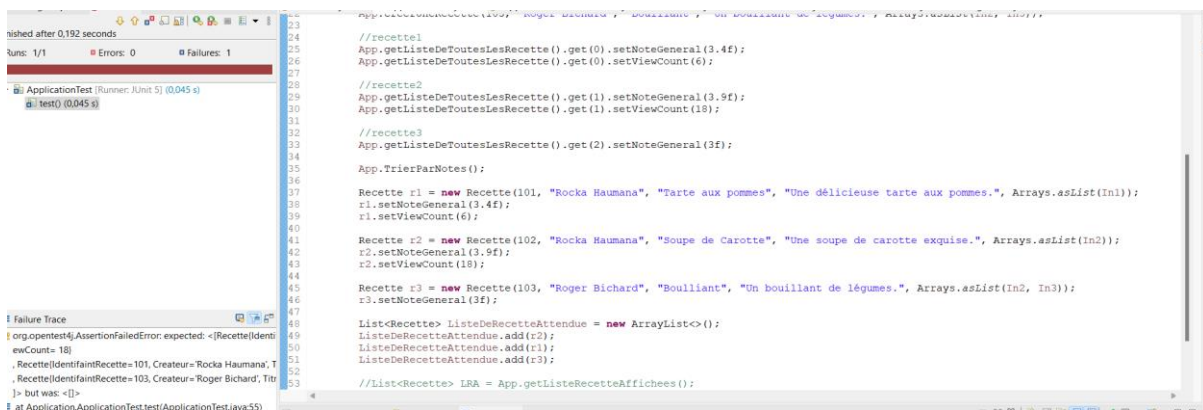 nished after 0,192 seconds
Runs: 1/1
Errors: 0
Failures: 1
ApplicationTest [Runner: JUnit 5] (0,045 s)
test() (0,045 s)
Failure Trace
org.opentest4j.AssertionFailedError: expected: <[Recette{Identi
ewCount= 18}
, Recette{IdentifaintRecette=101, Createur='Rocka Haumana', T
, Recette{IdentifaintRecette=103, Createur='Roger Bichard', Titr
]> but was: <[]>
at Application.ApplicationTest.test(ApplicationTest.java:55)
23
24 //recette1
25 App.getListeDeToutesLesRecette().get(0).setNoteGeneral(3.4f);
26 App.getListeDeToutesLesRecette().get(0).setViewCount(6);
27
28 //recette2
29 App.getListeDeToutesLesRecette().get(1).setNoteGeneral(3.9f);
30 App.getListeDeToutesLesRecette().get(1).setViewCount(18);
31
32 //recette3
33 App.getListeDeToutesLesRecette().get(2).setNoteGeneral(3f);
34
35 App.TrierParNotes();
36
37 Recette r1 = new Recette(101, "Rocka Haumana", "Tarte aux pommes", "Une délicieuse tarte aux pommes.", Arrays.asList(In1));
38 r1.setNoteGeneral(3.4f);
39 r1.setViewCount(6);
40
41 Recette r2 = new Recette(102, "Rocka Haumana", "Soupe de Carotte", "Une soupe de carotte exquise.", Arrays.asList(In2));
42 r2.setNoteGeneral(3.9f);
43 r2.setViewCount(18);
44
45 Recette r3 = new Recette(103, "Roger Bichard", "Boulliant", "Un bouillant de légumes.", Arrays.asList(In2, In3));
46 r3.setNoteGeneral(3f);
47
48 List<Recette> ListeDeRecetteAttendue = new ArrayList<>();
49 ListeDeRecetteAttendue.add(r2);
50 ListeDeRecetteAttendue.add(r1);
51 ListeDeRecetteAttendue.add(r3);
52
53 //List<Recette> LRA = App.getListeRecetteAffichees();